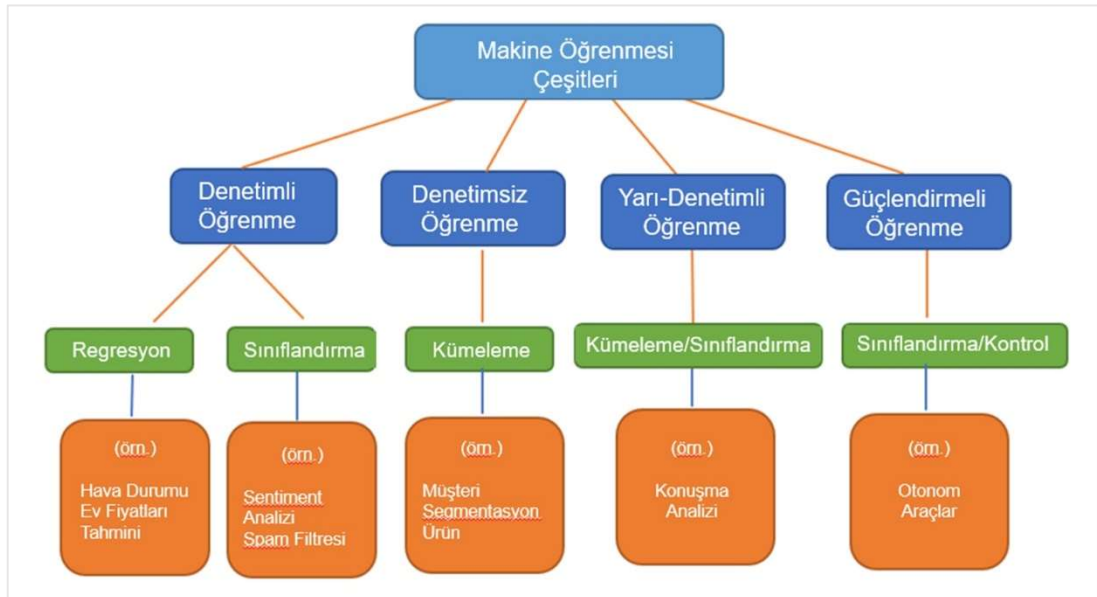 Makine Öğrenmesi
Çeşitleri
Denetimli
Öğrenme
Denetimsiz
Öğrenme
Yarı-Denetimli
Öğrenme
Güçlendirmeli
Öğrenme
Regresyon
Sınıflandırma
Kümeleme
Kümeleme/Sınıflandırma
Sınıflandırma/Kontrol
(örn.)
Hava Durumu
Ev Fiyatları
Tahmini
(örn.)
Sentiment
Analizi
Spam Filtresi
(örn.)
Müşteri
Segmentasyon
Ürün
(örn.)
Konuşma
Analizi
(örn.)
Otonom
Araçlar